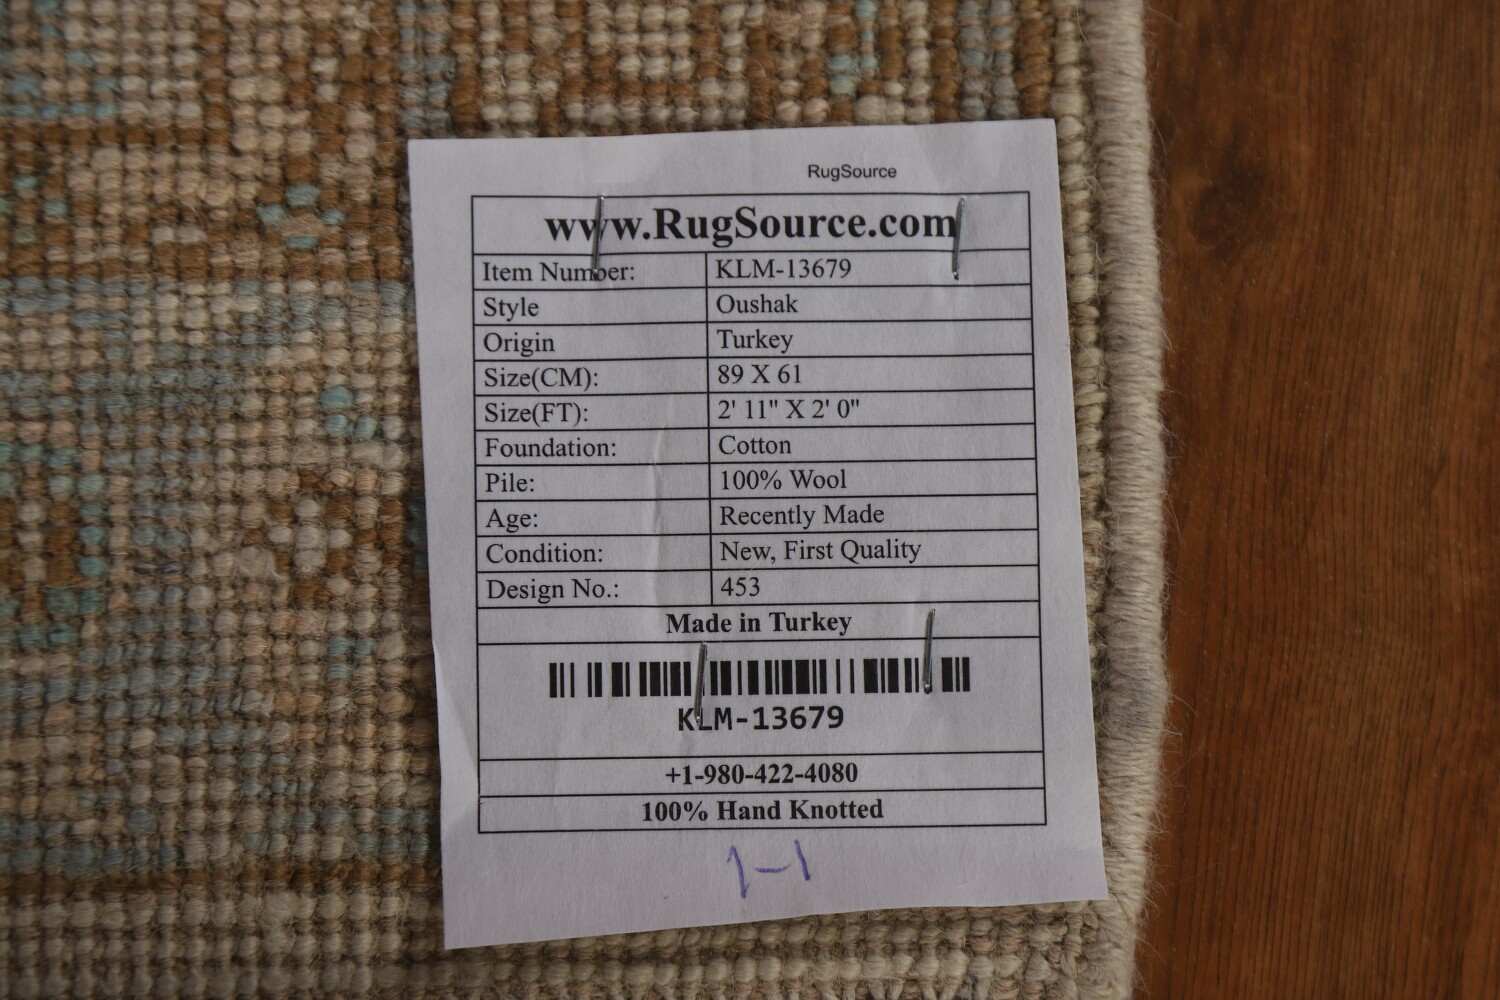 RugSource
www.RugSource.com
Item Number: KLM-13679
Style Oushak
Origin Turkey
Size(CM): 89 X 61
Size(FT): 2' 11" X 2' 0"
Foundation: Cotton
Pile: 100% Wool
Age: Recently Made
Condition: New, First Quality
Design No.: 453
Made in Turkey
KLM-13679
+1-980-422-4080
100% Hand Knotted
1-1